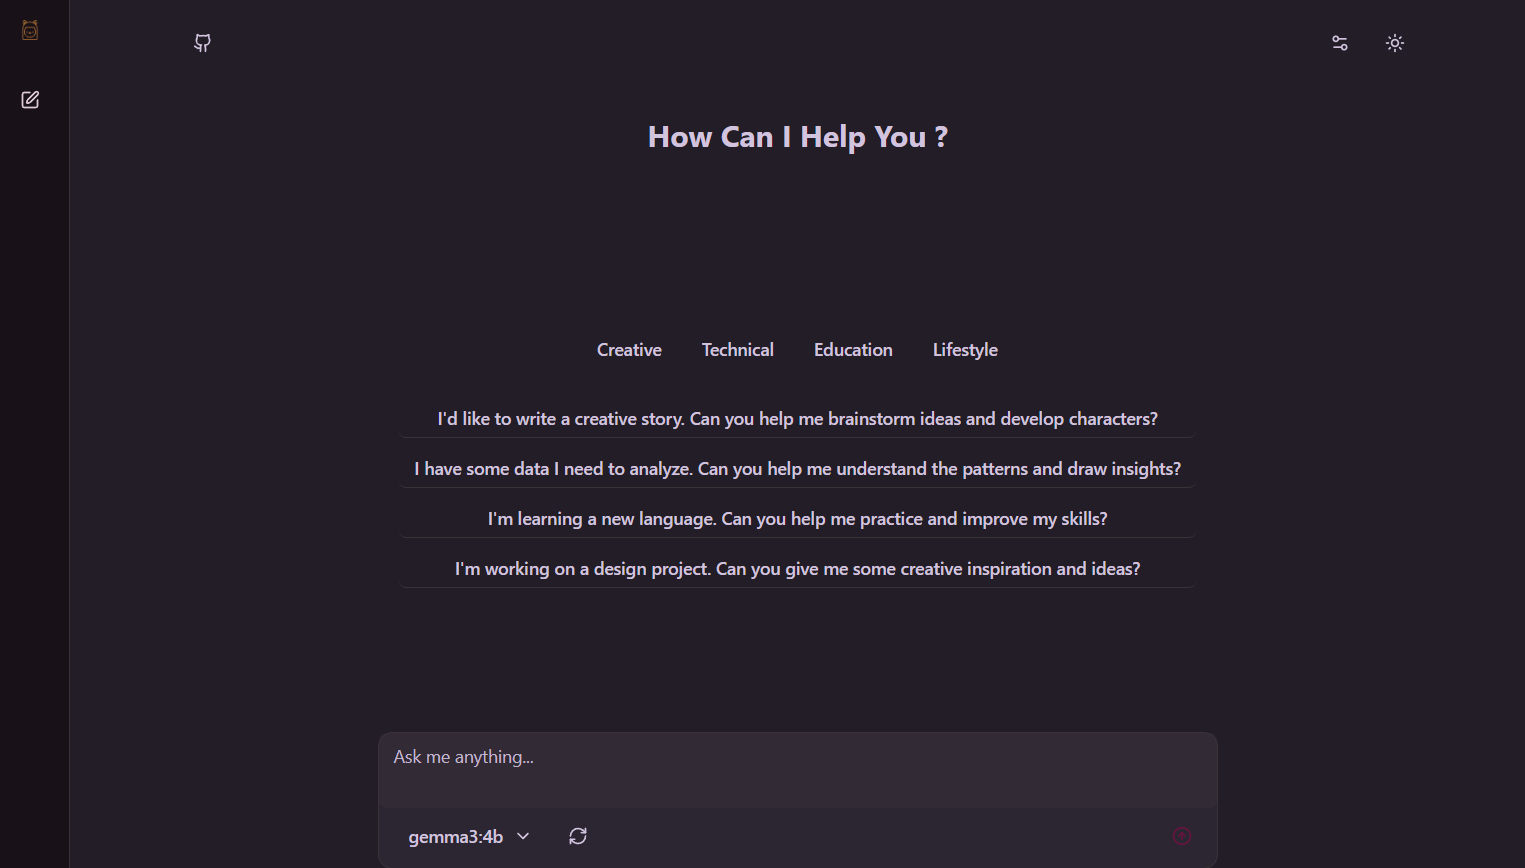 How Can I Help You ?
Creative
Technical
Education
Lifestyle
I'd like to write a creative story. Can you help me brainstorm ideas and develop characters?
I have some data I need to analyze. Can you help me understand the patterns and draw insights?
I'm learning a new language. Can you help me practice and improve my skills?
I'm working on a design project. Can you give me some creative inspiration and ideas?
Ask me anything...
gemma3:4b